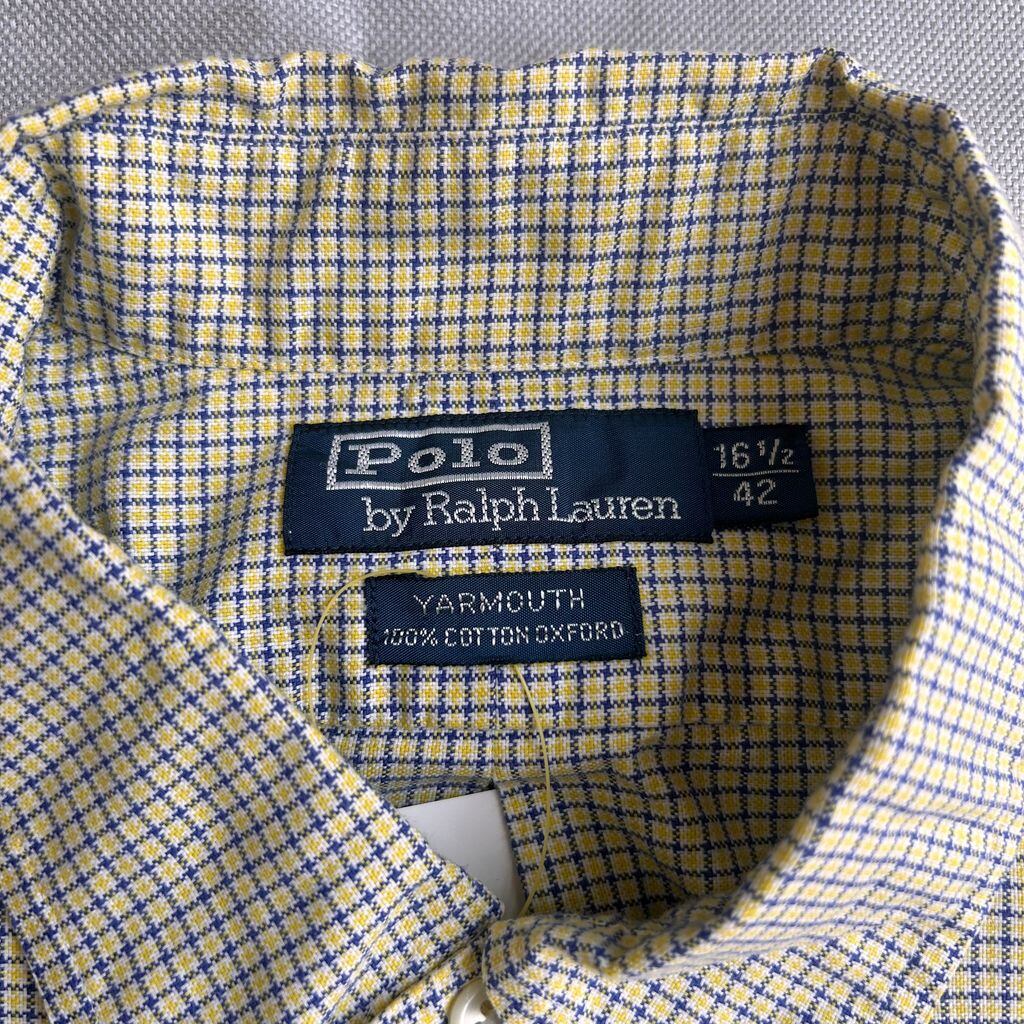 Polo
by Ralph Lauren
16 1/2
42
YARMOUTH
100% COTTON OXFORD